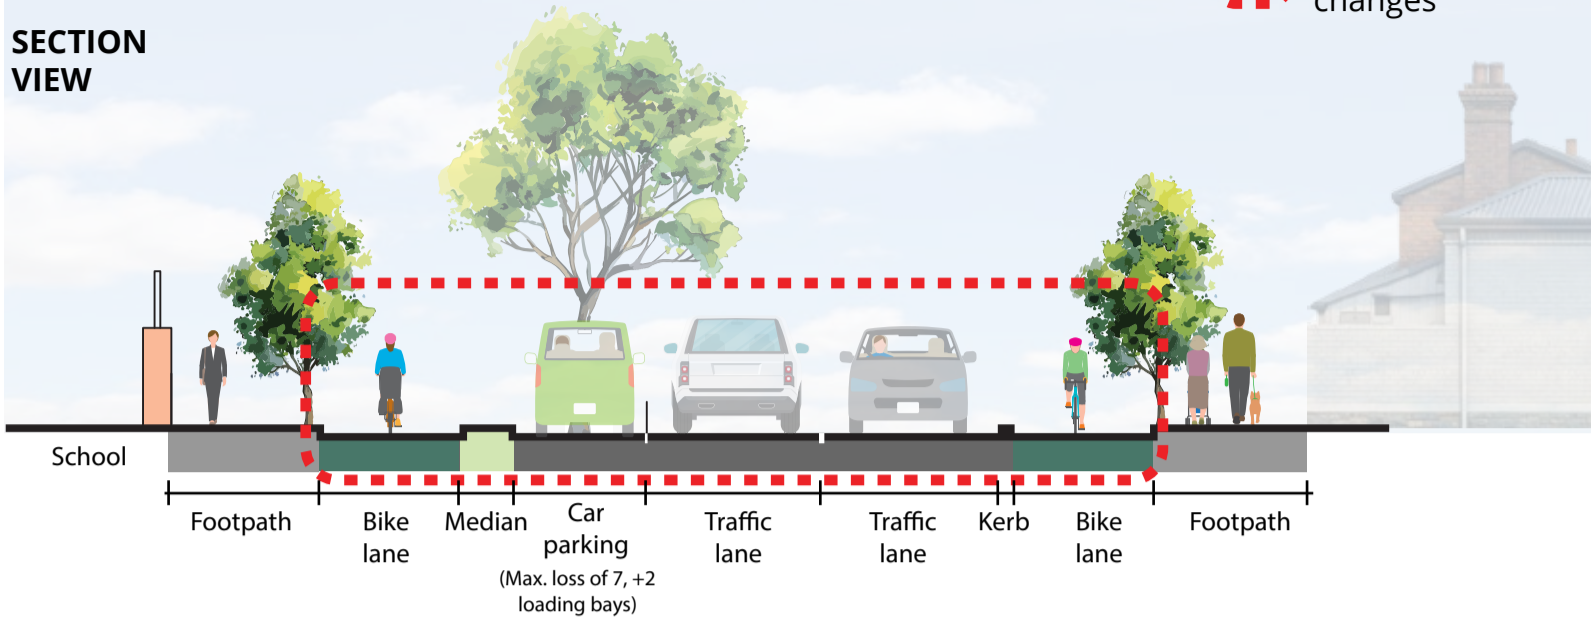 changes
SECTION
VIEW
School
Footpath
Bike
lane
Median
Car
parking
(Max. loss of 7, +2
loading bays)
Traffic
lane
Traffic
lane
Kerb
Bike
lane
Footpath